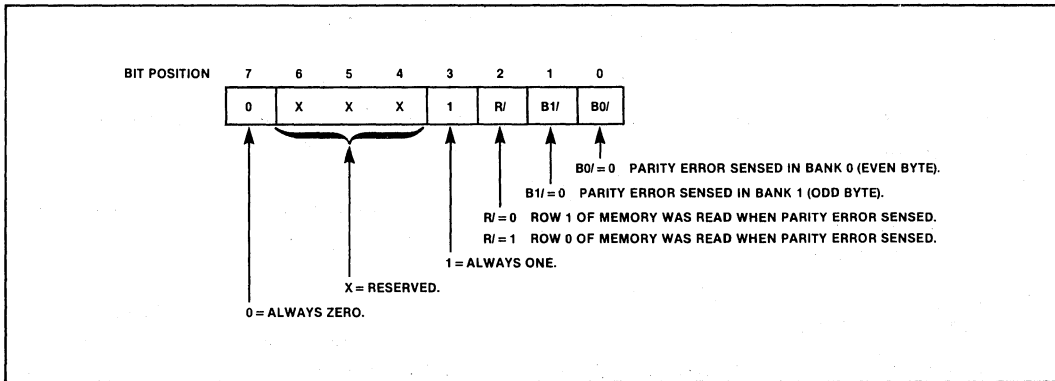 BIT POSITION 7 6 5 4 3 2 1 0
0 X X X 1 R/ B1/ B0/
B0/=0 PARITY ERROR SENSED IN BANK 0 (EVEN BYTE).
B1/=0 PARITY ERROR SENSED IN BANK 1 (ODD BYTE).
R/=0 ROW 1 OF MEMORY WAS READ WHEN PARITY ERROR SENSED.
R/=1 ROW 0 OF MEMORY WAS READ WHEN PARITY ERROR SENSED.
1=ALWAYS ONE.
X=RESERVED.
0=ALWAYS ZERO.